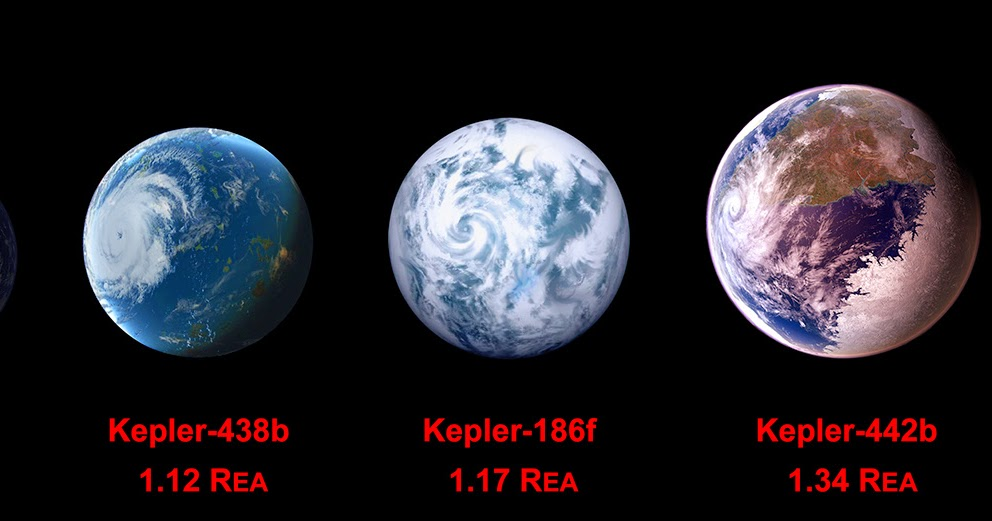 Kepler-438b
1.12 REA
Kepler-186f
1.17 REA
Kepler-442b
1.34 REA